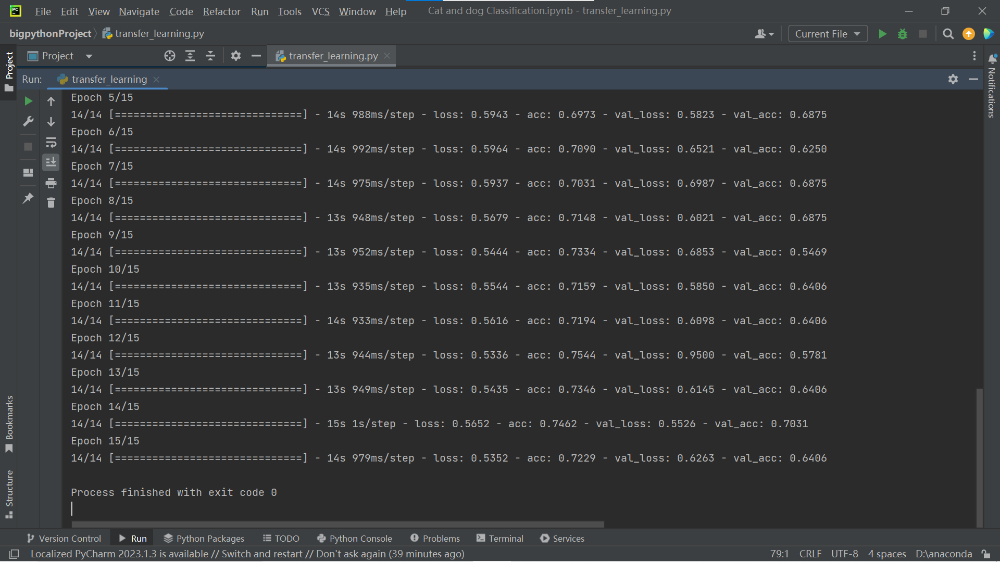 PC File Edit View Navigate Code Refactor Run Tools VCS Window Help Cat and dog Classification.ipynb - transfer_learning.py
bigpythonProject transfer_learning.py Current File
Project transfer_learning.py
Run: transfer_learning
Epoch 5/15
14/14 [==============================] - 14s 988ms/step - loss: 0.5943 - acc: 0.6973 - val_loss: 0.5823 - val_acc: 0.6875
Epoch 6/15
14/14 [==============================] - 14s 992ms/step - loss: 0.5964 - acc: 0.7090 - val_loss: 0.6521 - val_acc: 0.6250
Epoch 7/15
14/14 [==============================] - 14s 975ms/step - loss: 0.5937 - acc: 0.7031 - val_loss: 0.6987 - val_acc: 0.6875
Epoch 8/15
14/14 [==============================] - 13s 948ms/step - loss: 0.5679 - acc: 0.7148 - val_loss: 0.6021 - val_acc: 0.6875
Epoch 9/15
14/14 [==============================] - 13s 952ms/step - loss: 0.5444 - acc: 0.7334 - val_loss: 0.6853 - val_acc: 0.5469
Epoch 10/15
14/14 [==============================] - 13s 935ms/step - loss: 0.5544 - acc: 0.7159 - val_loss: 0.5850 - val_acc: 0.6406
Epoch 11/15
14/14 [==============================] - 14s 933ms/step - loss: 0.5616 - acc: 0.7194 - val_loss: 0.6098 - val_acc: 0.6406
Epoch 12/15
14/14 [==============================] - 13s 944ms/step - loss: 0.5336 - acc: 0.7544 - val_loss: 0.9500 - val_acc: 0.5781
Epoch 13/15
14/14 [==============================] - 13s 949ms/step - loss: 0.5435 - acc: 0.7346 - val_loss: 0.6145 - val_acc: 0.6406
Epoch 14/15
14/14 [==============================] - 15s 1s/step - loss: 0.5652 - acc: 0.7462 - val_loss: 0.5526 - val_acc: 0.7031
Epoch 15/15
14/14 [==============================] - 14s 979ms/step - loss: 0.5352 - acc: 0.7229 - val_loss: 0.6263 - val_acc: 0.6406
Process finished with exit code 0
Project
Bookmarks
Structure
Notifications
Version Control Run Python Packages TODO Python Console Problems Terminal Services
Localized PyCharm 2023.1.3 is available // Switch and restart // Don't ask again (39 minutes ago) 79:1 CRLF UTF-8 4 spaces D:\anaconda